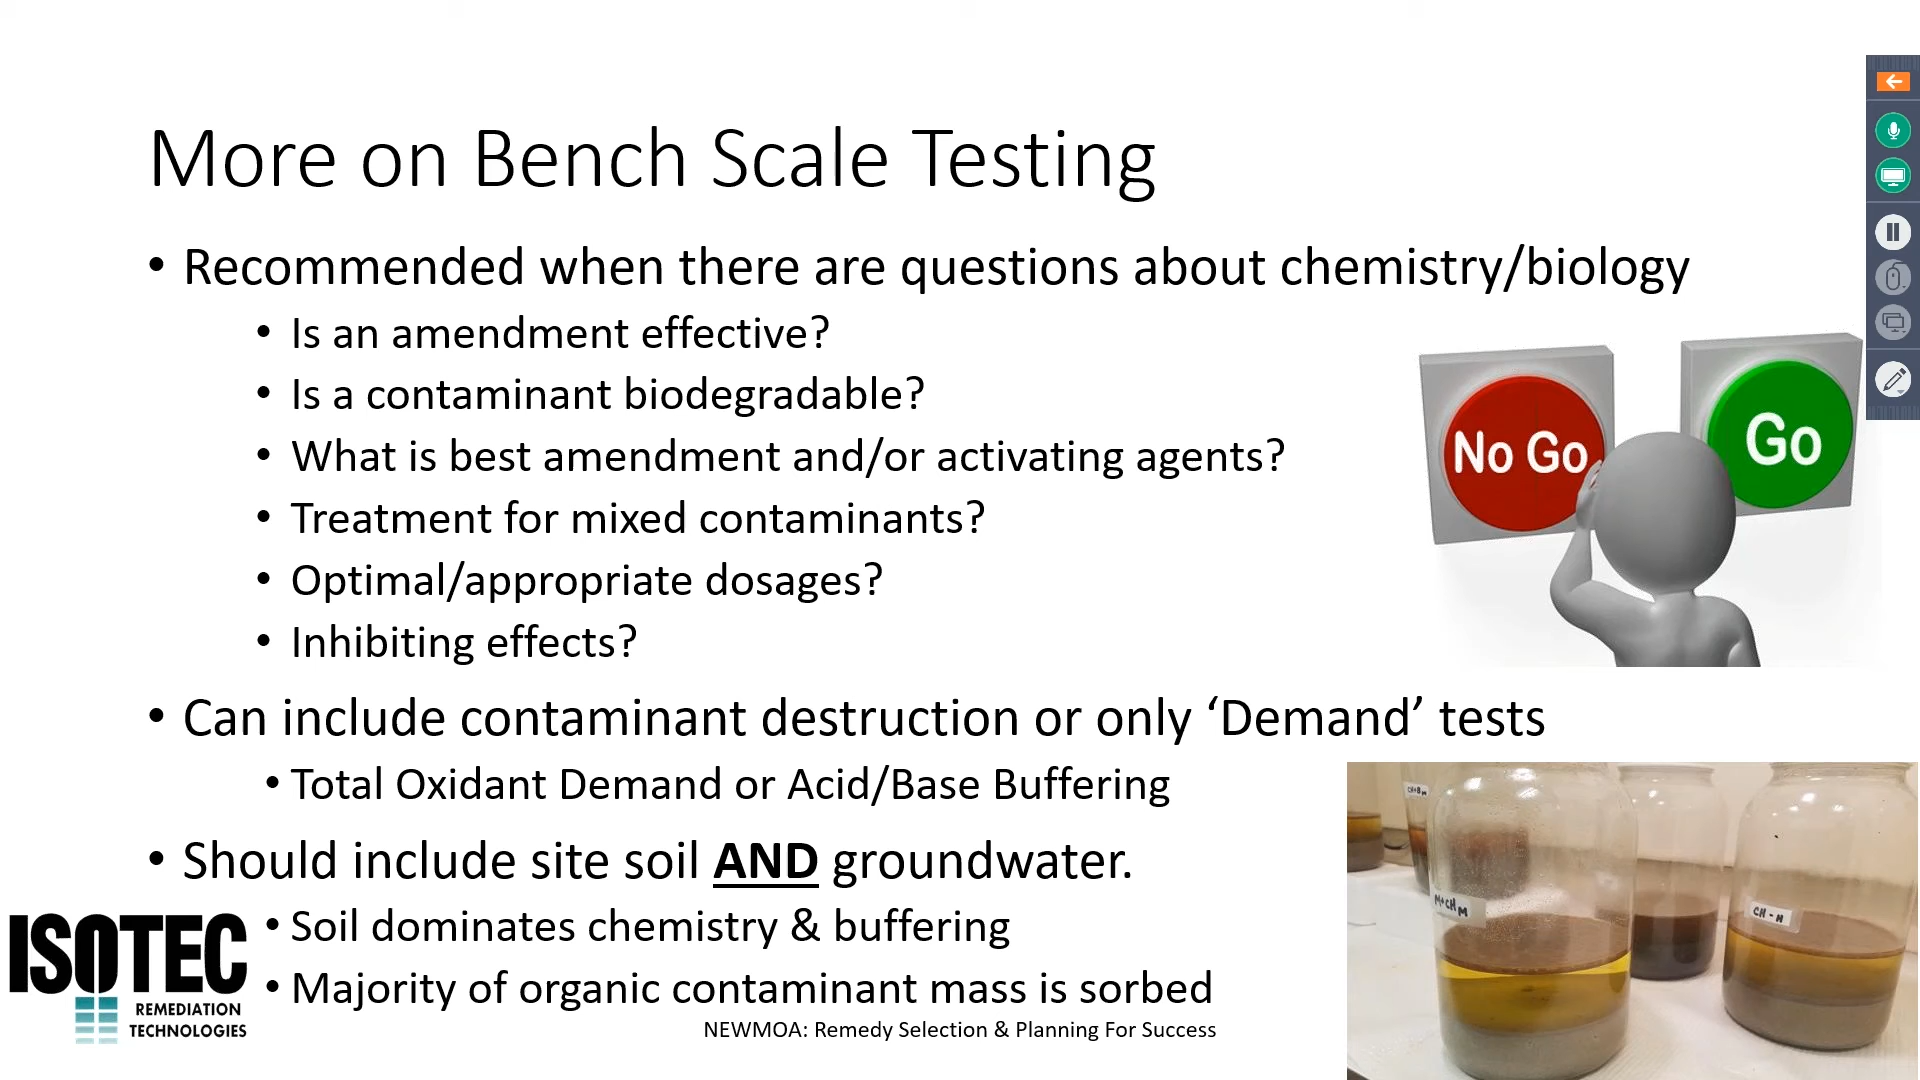 More on Bench Scale Testing
• Recommended when there are questions about chemistry/biology
• Is an amendment effective?
• Is a contaminant biodegradable?
• What is best amendment and/or activating agents?
• Treatment for mixed contaminants?
• Optimal/appropriate dosages?
• Inhibiting effects?
No Go
Go
• Can include contaminant destruction or only ‘Demand’ tests
• Total Oxidant Demand or Acid/Base Buffering
• Should include site soil AND groundwater.
• Soil dominates chemistry & buffering
• Majority of organic contaminant mass is sorbed
ISOTEC
REMEDIATION
TECHNOLOGIES
NEWMOA: Remedy Selection & Planning For Success
M+CH M
CH-H